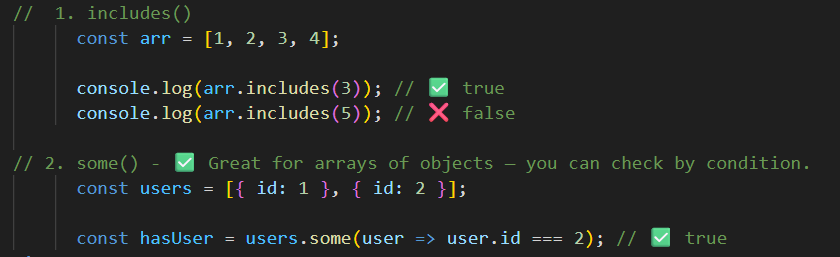 //  1. includes()
const arr = [1, 2, 3, 4];
console.log(arr.includes(3)); // ✅ true
console.log(arr.includes(5)); // ❌ false
// 2. some() - ✅ Great for arrays of objects — you can check by condition.
const users = [{ id: 1 }, { id: 2 }];
const hasUser = users.some(user => user.id === 2); // ✅ true